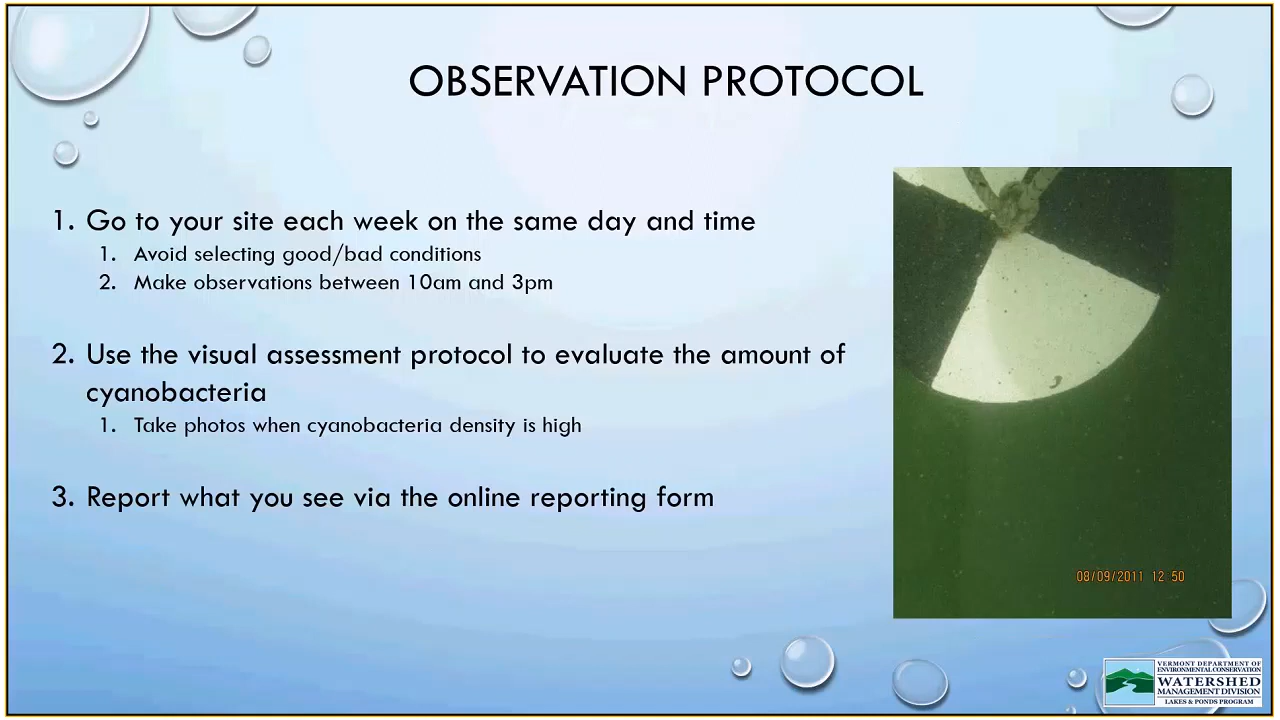 OBSERVATION PROTOCOL
1. Go to your site each week on the same day and time
1. Avoid selecting good/bad conditions
2. Make observations between 10am and 3pm
2. Use the visual assessment protocol to evaluate the amount of
cyanobacteria
1. Take photos when cyanobacteria density is high
3. Report what you see via the online reporting form
08/09/2011 12 50
VERMONT DEPARTMENT OF
ENVIRONMENTAL CONSERVATION
WATERSHED
MANAGEMENT DIVISION
LAKES & PONDS PROGRAM